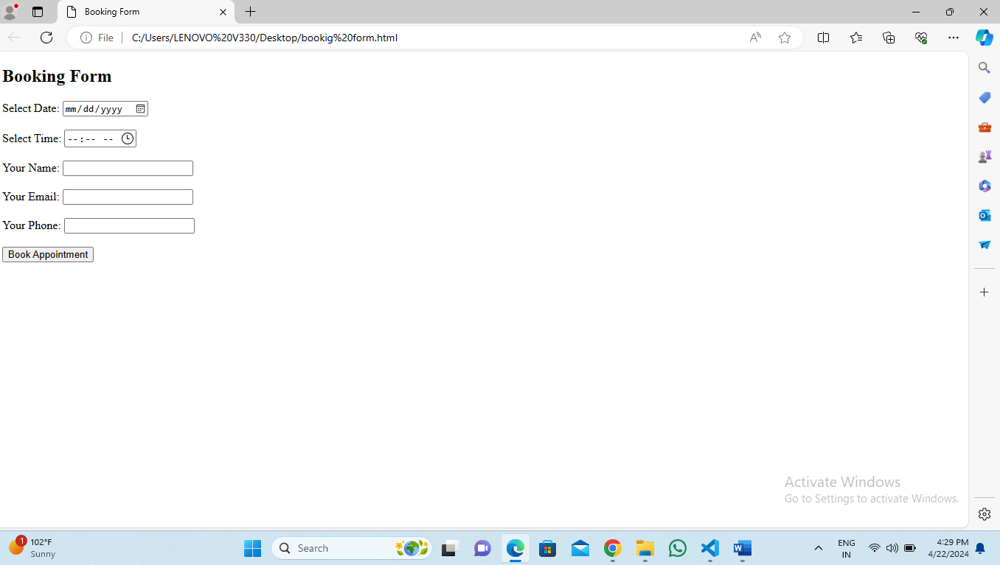 Booking Form
File
C:/Users/LENOVO%20V330/Desktop/bookig%20form.html
Booking Form
Select Date: mm/dd/yyyy
Select Time: --:-- --
Your Name:
Your Email:
Your Phone:
Book Appointment
Activate Windows
Go to Settings to activate Windows.
1
102°F
Sunny
Search
ENG
IN
4:29 PM
4/22/2024